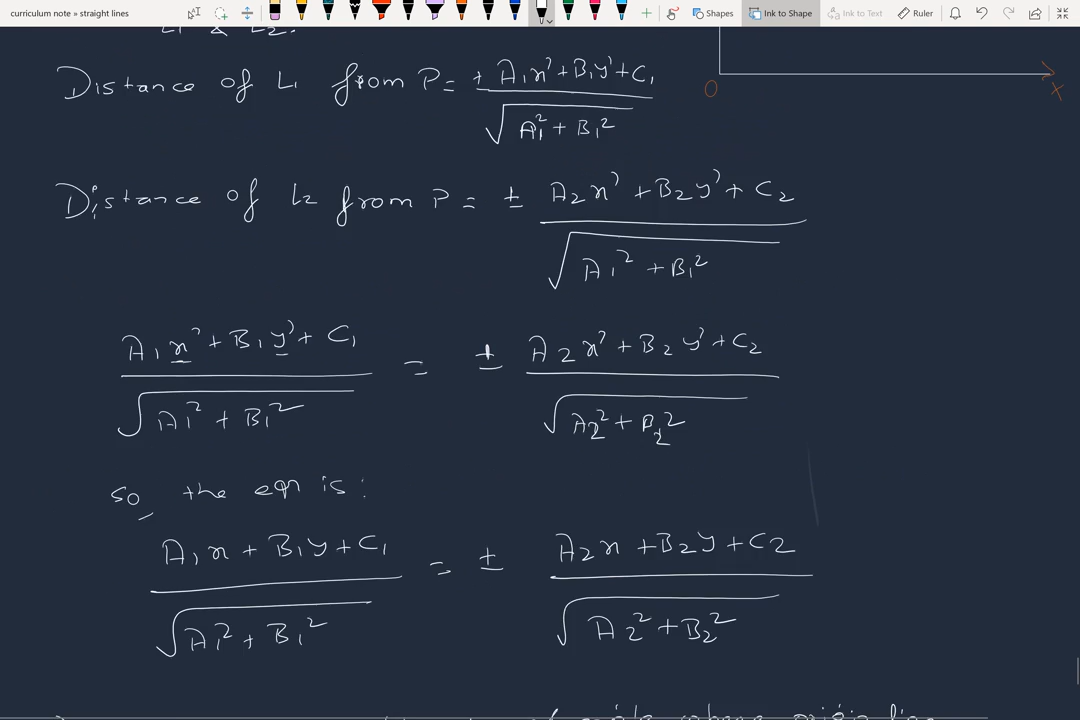 curriculum note » straight lines
Shapes
Ink to Shape
Ink to Text
Ruler
L1 & L2.
Distance of L1 from P = ± A₁x' + B₁y' + C₁ / √(A₁² + B₁²)
O
X
Distance of L2 from P = ± A₂x' + B₂y' + C₂ / √(A₁² + B₁²)
A₁x' + B₁y' + C₁ / √(A₁² + B₁²) = ± A₂x' + B₂y' + C₂ / √(A₂² + B₂²)
so the eqn is:
A₁x + B₁y + C₁ / √(A₁² + B₁²) = ± A₂x + B₂y + C₂ / √(A₂² + B₂²)